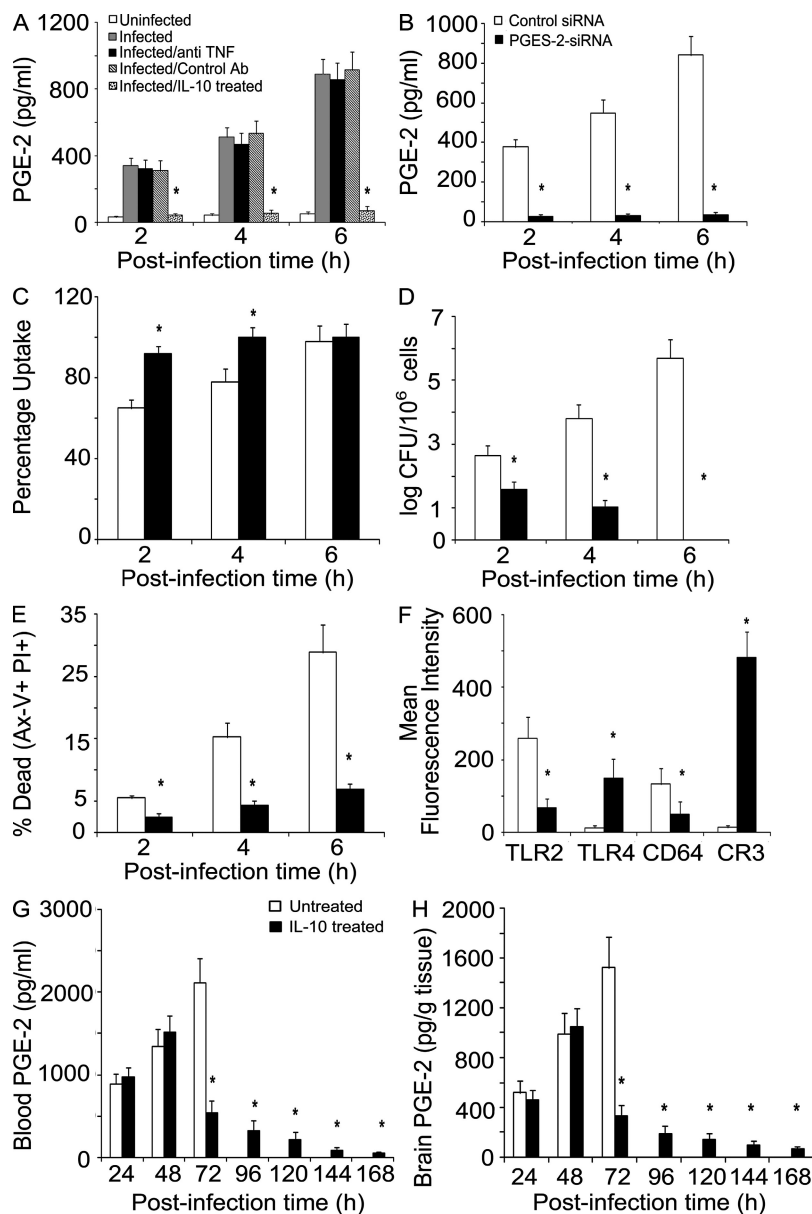 A
1200
800
400
0
PGE-2 (pg/ml)
Uninfected
Infected
Infected/anti TNF
Infected/Control Ab
Infected/IL-10 treated
* * *
2 4 6
Post-infection time (h)
B
1000
800
600
400
200
0
PGE-2 (pg/ml)
Control siRNA
PGES-2-siRNA
* * *
2 4 6
Post-infection time (h)
C
120
80
40
0
Percentage Uptake
* *
2 4 6
Post-infection time (h)
D
7
5
3
1
0
log CFU/10⁶ cells
* * *
2 4 6
Post-infection time (h)
E
35
25
15
5
0
% Dead (Ax-V+ PI+)
* * *
2 4 6
Post-infection time (h)
F
600
400
200
0
Mean
Fluorescence Intensity
* * * *
TLR2 TLR4 CD64 CR3
G
3000
2000
1000
0
Blood PGE-2 (pg/ml)
Untreated
IL-10 treated
* * * * *
24 48 72 96 120 144 168
Post-infection time (h)
H
2000
1600
1200
800
400
0
Brain PGE-2 (pg/g tissue)
* * * * *
24 48 72 96 120 144 168
Post-infection time (h)